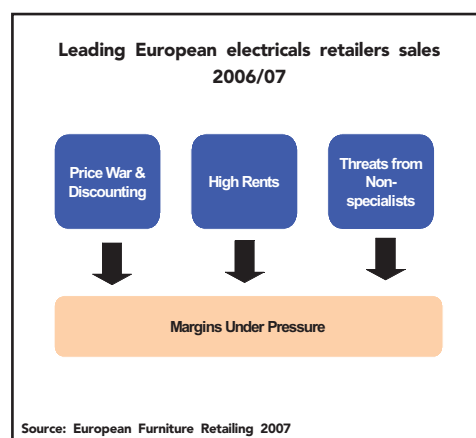 Leading European electricals retailers sales
2006/07
Price War &
Discounting
High Rents
Threats from
Non-
specialists
Margins Under Pressure
Source: European Furniture Retailing 2007